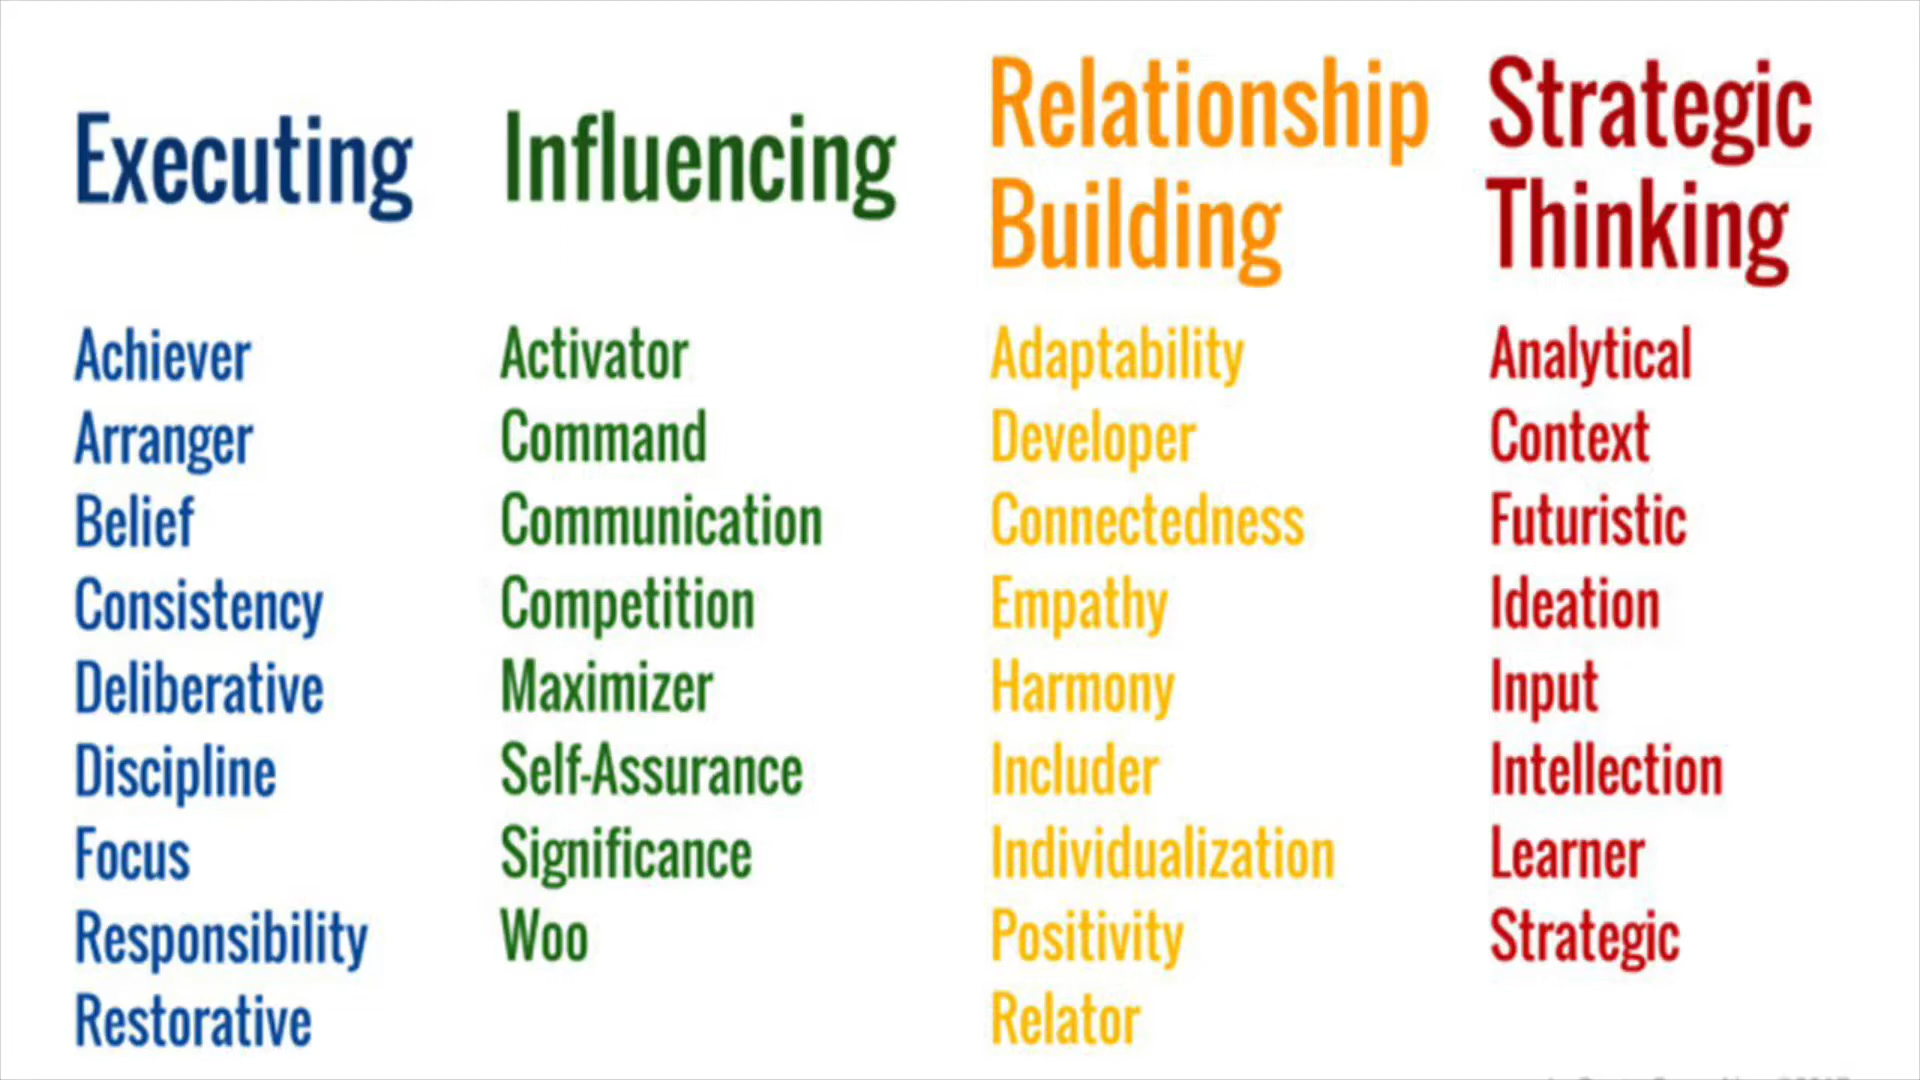 Executing
Achiever
Arranger
Belief
Consistency
Deliberative
Discipline
Focus
Responsibility
Restorative
Influencing
Activator
Command
Communication
Competition
Maximizer
Self-Assurance
Significance
Woo
Relationship
Building
Adaptability
Developer
Connectedness
Empathy
Harmony
Includer
Individualization
Positivity
Relator
Strategic
Thinking
Analytical
Context
Futuristic
Ideation
Input
Intellection
Learner
Strategic